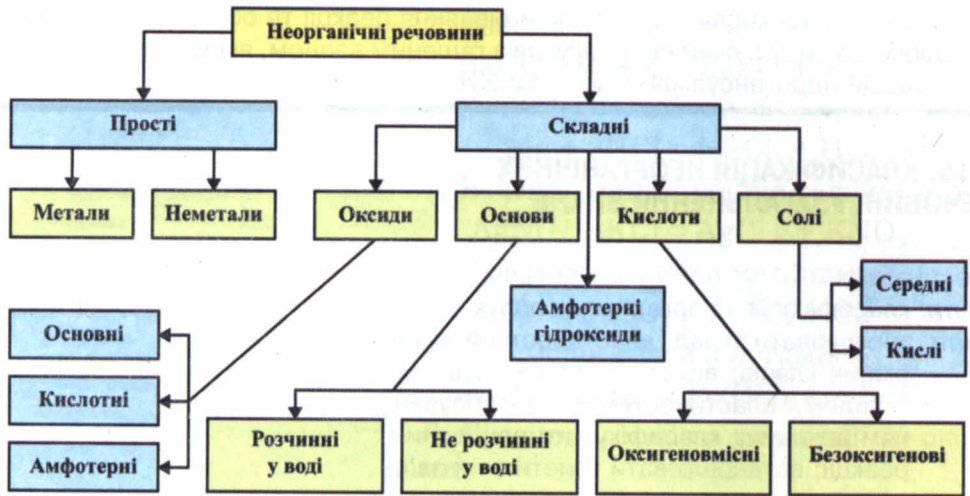 Неорганічні речовини
Прості
Складні
Метали
Неметали
Оксиди
Основи
Кислоти
Солі
Середні
Амфотерні
гідроксиди
Основні
Кислі
Кислотні
Розчинні
у воді
Не розчинні
у воді
Оксигеновмісні
Безоксигенові
Амфотерні